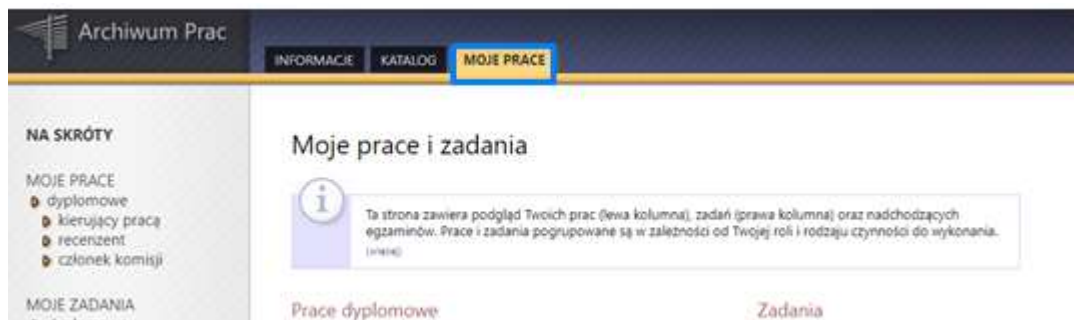 Archiwum Prac
INFORMACJE KATALOG MOJE PRACE
NA SKRÓTY
MOJE PRACE
dyplomowe
kierujący pracą
recenzent
członek komisji
MOJE ZADANIA
Moje prace i zadania
Ta strona zawiera podgląd Twoich prac (lewa kolumna), zadań (prawa kolumna) oraz nadchodzących
egzaminów. Prace i zadania pogrupowane są w zależności od Twojej roli i rodzaju czynności do wykonania.
(więcej)
Prace dyplomowe
Zadania